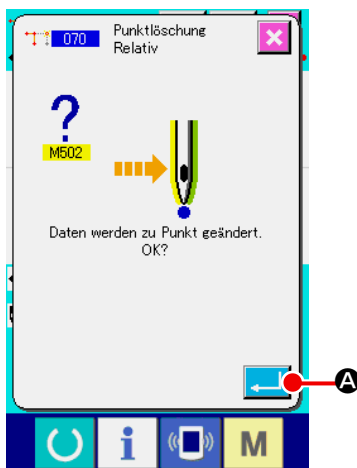 070 Punktlöschung
Relativ
?
M502
Daten werden zu Punkt geändert.
OK?
A
i
M